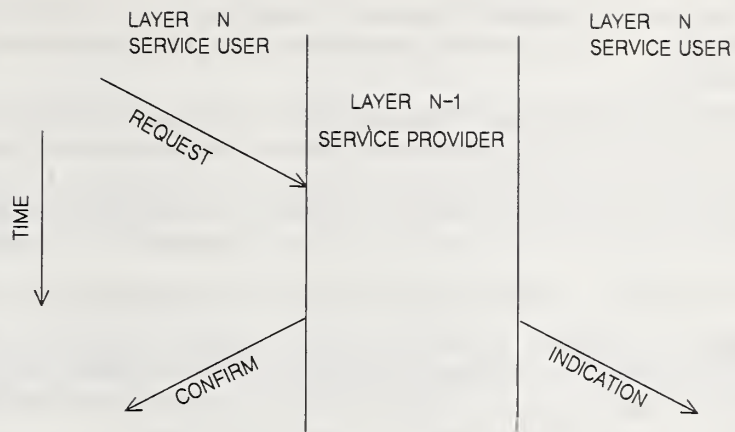 LAYER N
SERVICE USER
LAYER N
SERVICE USER
LAYER N-1
SERVICE PROVIDER
REQUEST
TIME
CONFIRM
INDICATION